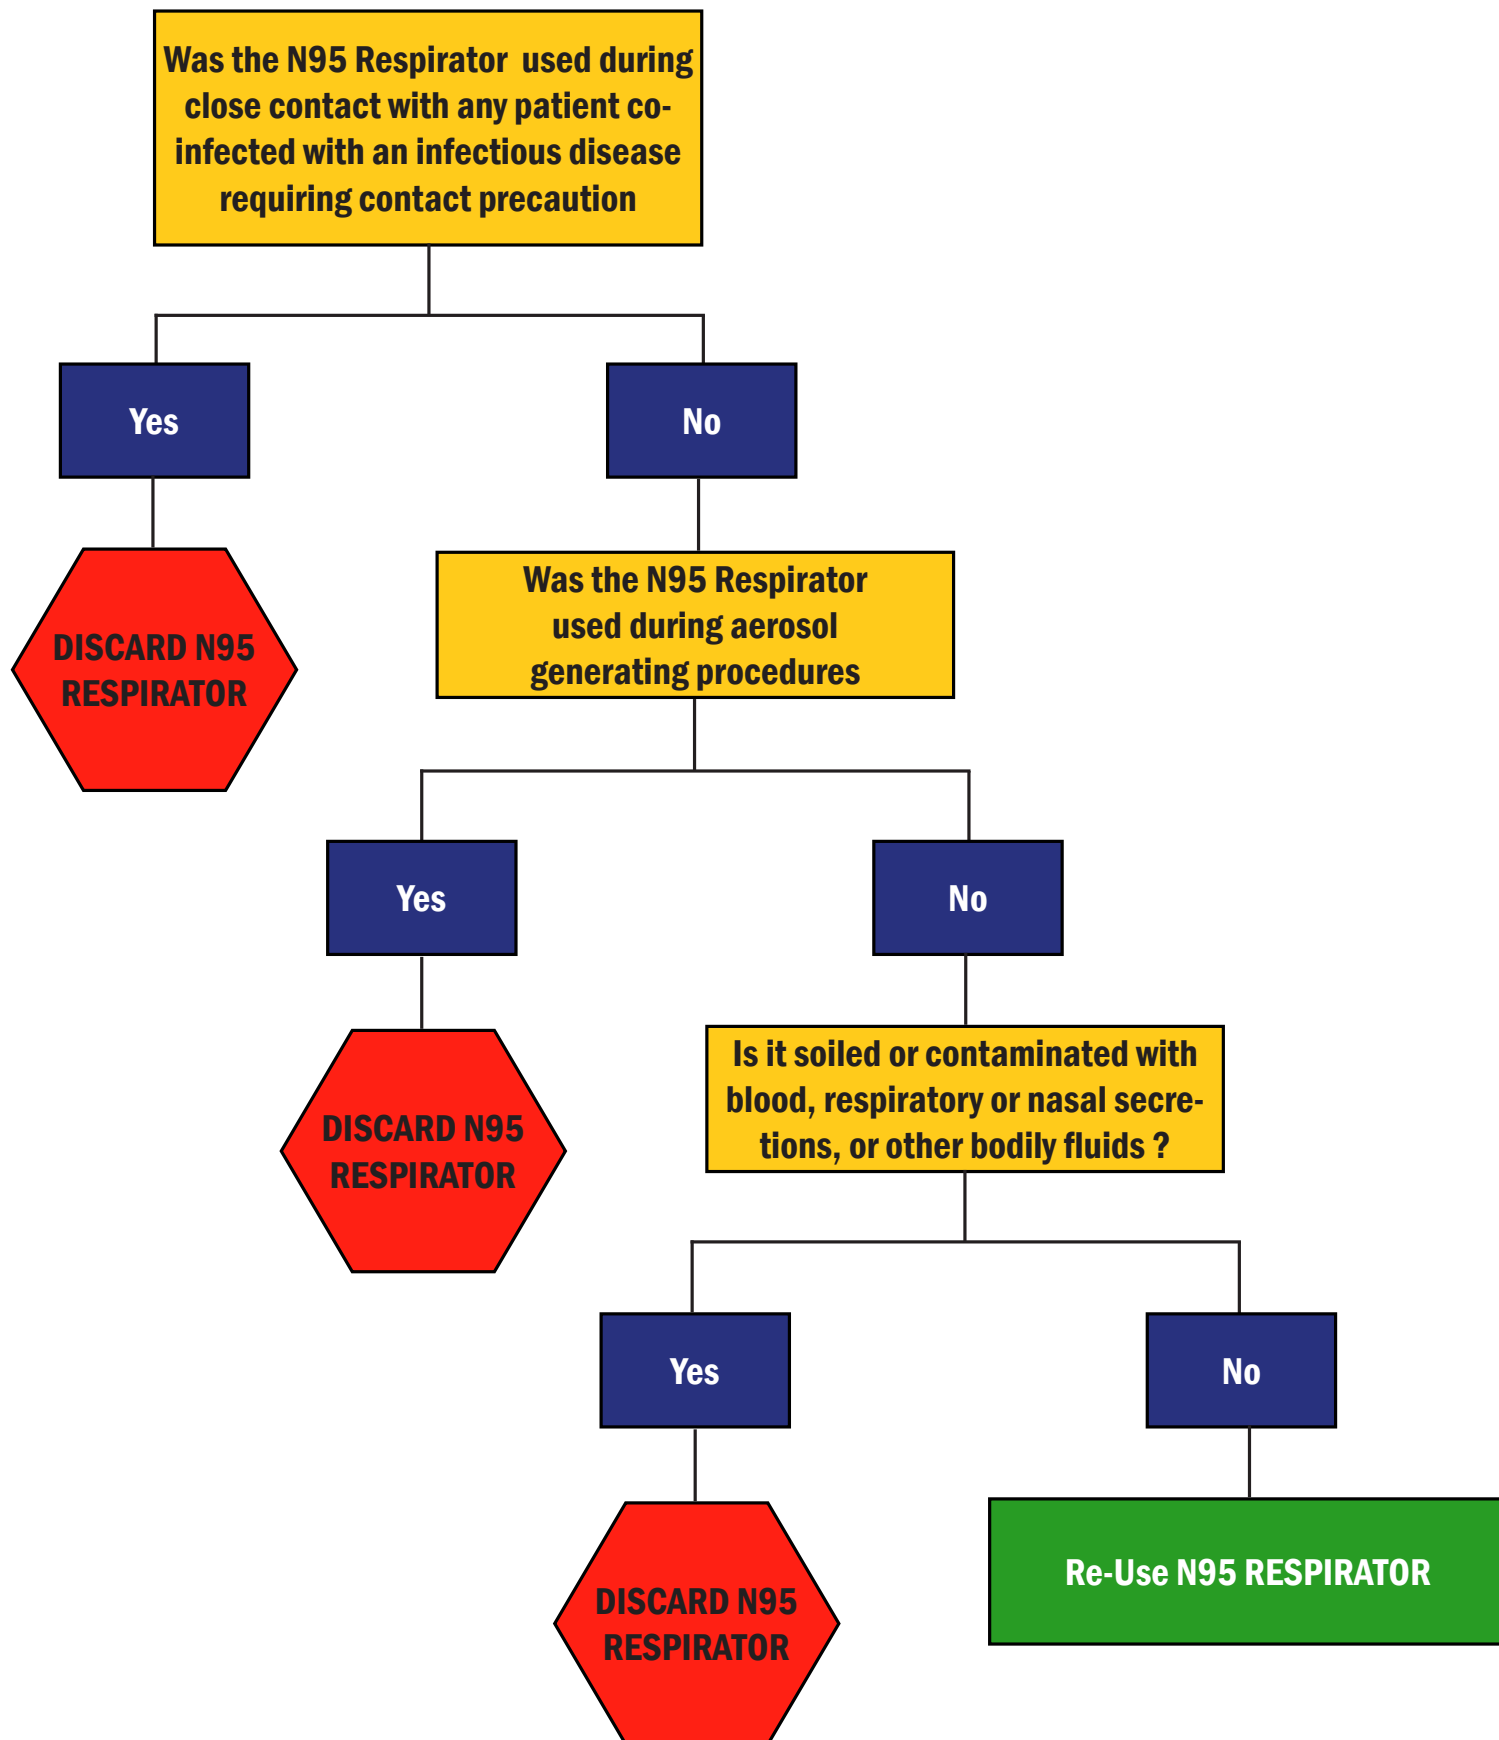 Was the N95 Respirator used during
close contact with any patient co-
infected with an infectious disease
requiring contact precaution
Yes
No
DISCARD N95
RESPIRATOR
Was the N95 Respirator
used during aerosol
generating procedures
Yes
No
DISCARD N95
RESPIRATOR
Is it soiled or contaminated with
blood, respiratory or nasal secre-
tions, or other bodily fluids ?
Yes
No
DISCARD N95
RESPIRATOR
Re-Use N95 RESPIRATOR